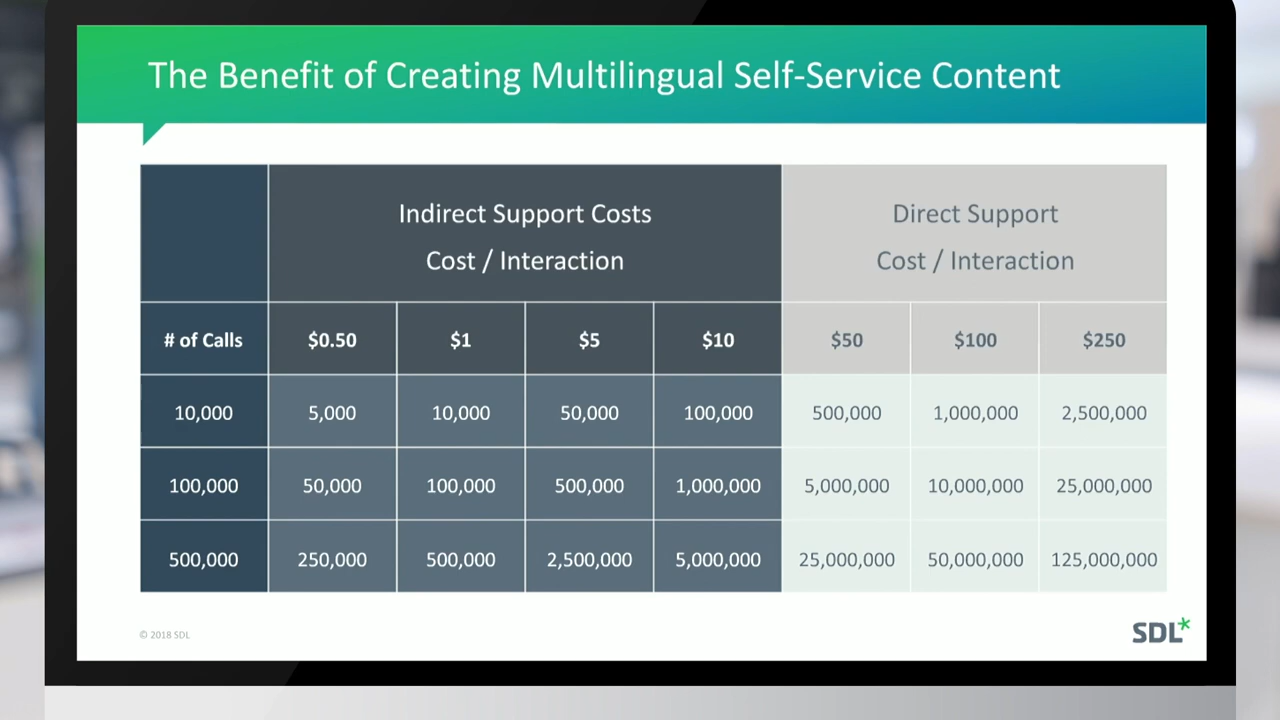 The Benefit of Creating Multilingual Self-Service Content
Indirect Support Costs
Cost / Interaction
Direct Support
Cost / Interaction
# of Calls $0.50 $1 $5 $10 $50 $100 $250
10,000 5,000 10,000 50,000 100,000 500,000 1,000,000 2,500,000
100,000 50,000 100,000 500,000 1,000,000 5,000,000 10,000,000 25,000,000
500,000 250,000 500,000 2,500,000 5,000,000 25,000,000 50,000,000 125,000,000
© 2018 SDL
SDL*